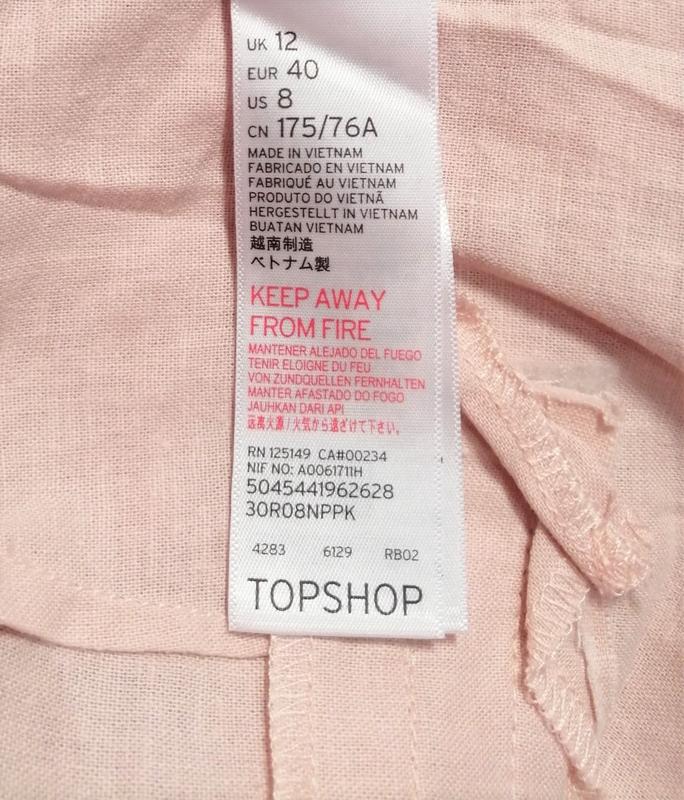 UK 12
EUR 40
US 8
CN 175/76A
MADE IN VIETNAM
FABRICADO EN VIETNAM
FABRIQUÉ AU VIETNAM
PRODUTO DO VIETNÃ
HERGESTELLT IN VIETNAM
BUATAN VIETNAM
越南制造
ベトナム製
KEEP AWAY
FROM FIRE
MANTENER ALEJADO DEL FUEGO
TENIR ELOIGNE DU FEU
VON ZUNDQUELLEN FERNHALTEN
MANTER AFASTADO DO FOGO
JAUHKAN DARI API
远离火源/火気から遠ざけて下さい。
RN 125149 CA#00234
NIF NO: A0061711H
5045441962628
30R08NPPK
4283 6129 RB02
TOPSHOP